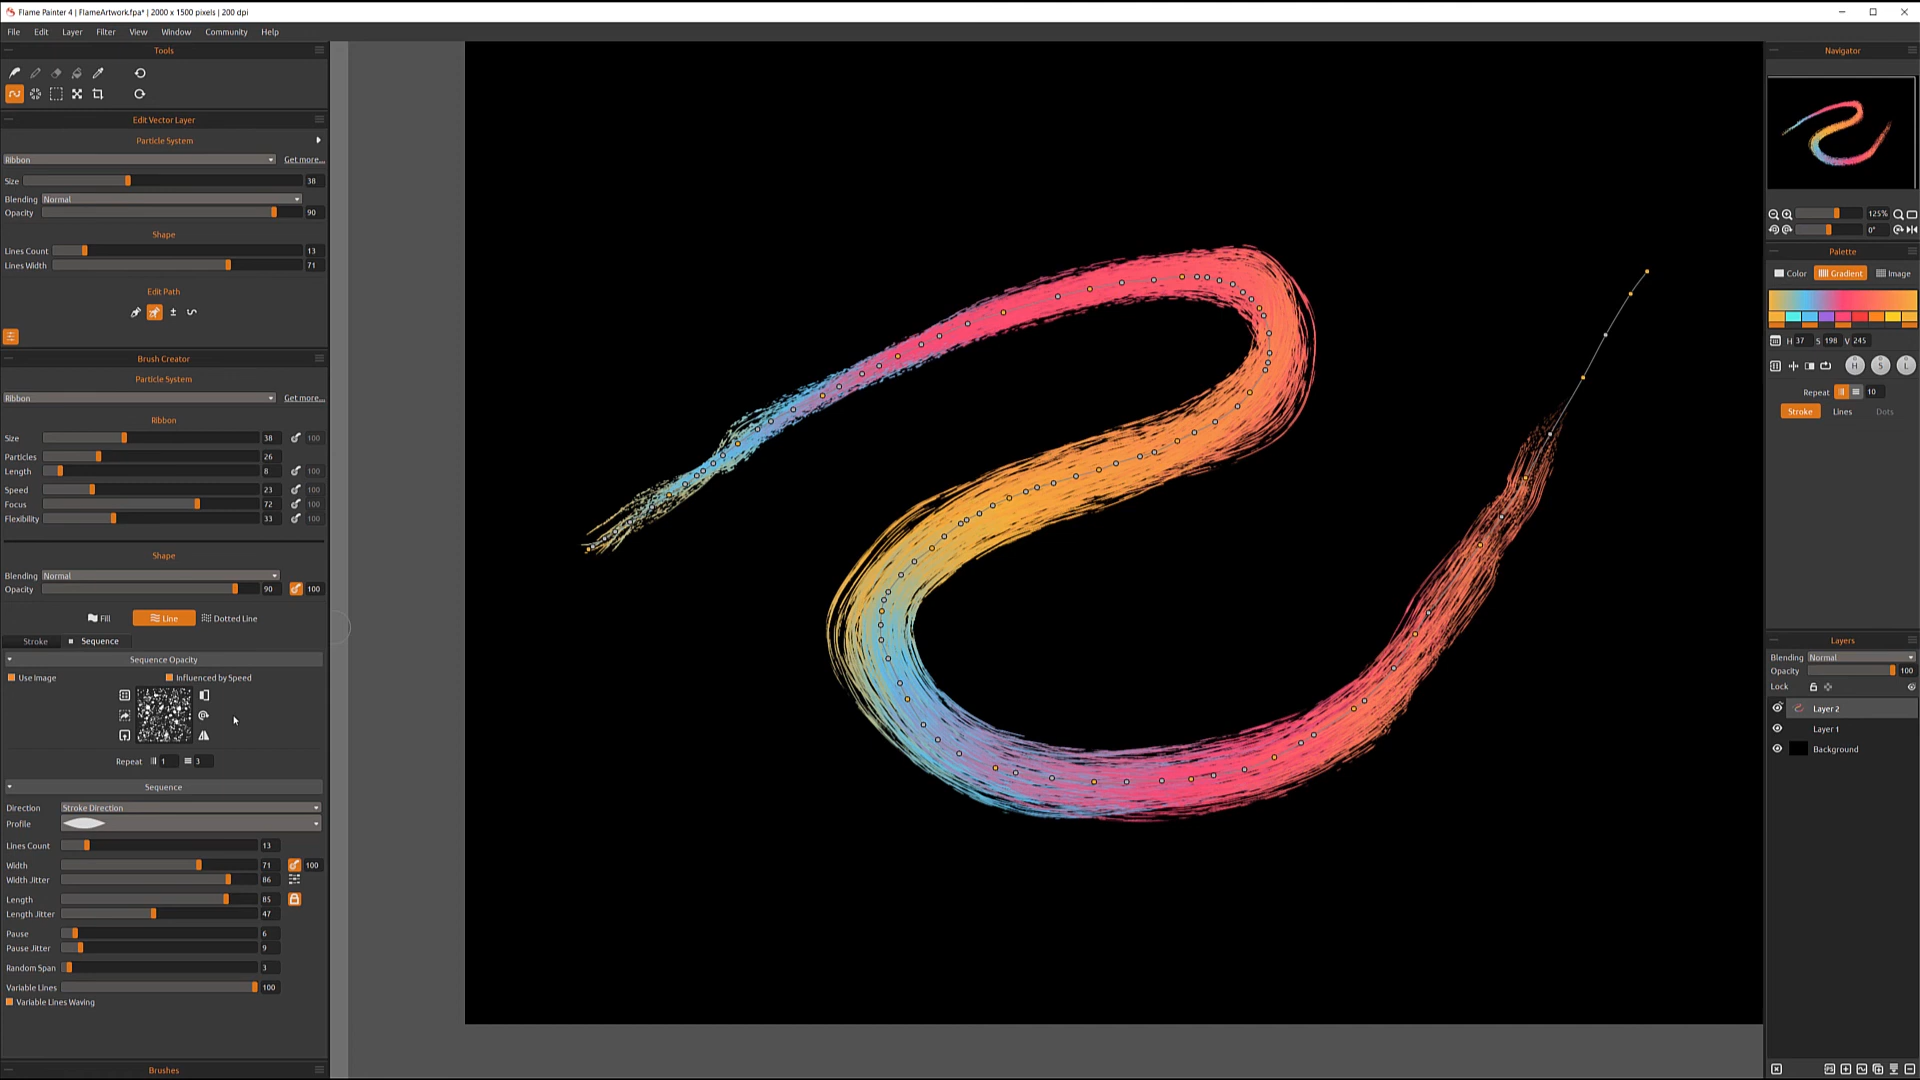 Flame Painter 4 | FlameArtwork.fpa* | 2000 x 1500 pixels | 200 dpi
File Edit Layer Filter View Window Community Help
Tools
Edit Vector Layer
Particle System
Ribbon Get more...
Size 38
Blending Normal
Opacity 90
Shape
Lines Count 13
Lines Width 71
Edit Path
Brush Creator
Particle System
Ribbon Get more...
Ribbon
Size 38 100
Particles 26
Length 8 100
Speed 23 100
Focus 72 100
Flexibility 33 100
Shape
Blending Normal
Opacity 90 100
Fill Line Dotted Line
Stroke Sequence
Sequence Opacity
Use Image Influenced by Speed
Repeat 1 3
Sequence
Direction Stroke Direction
Profile
Lines Count 13
Width 71 100
Width Jitter 86
Length 85
Length Jitter 47
Pause 6
Pause Jitter 9
Random Span 3
Variable Lines 100
Variable Lines Waving
Brushes
Navigator
125%
0°
Palette
Color Gradient Image
H 37 S 198 V 245
H S L
Repeat 10
Stroke Lines Dots
Layers
Blending Normal
Opacity 100
Lock
Layer 2
Layer 1
Background
PS